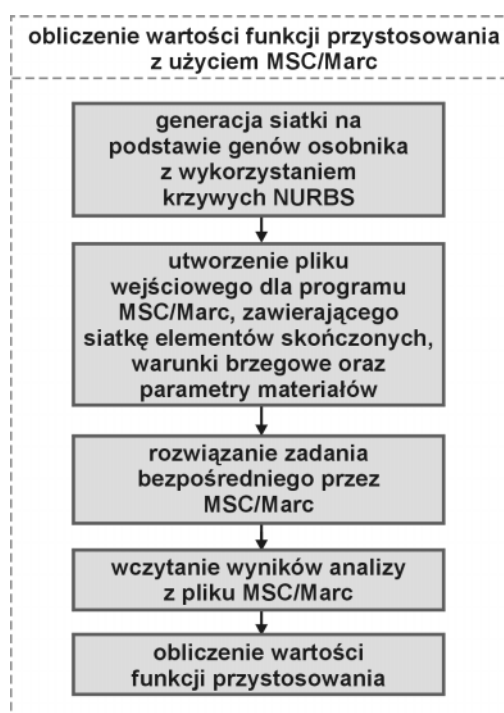 obliczenie wartości funkcji przystosowania
z użyciem MSC/Marc
generacja siatki na
podstawie genów osobnika
z wykorzystaniem
krzywych NURBS
utworzenie pliku
wejściowego dla programu
MSC/Marc, zawierającego
siatkę elementów skończonych,
warunki brzegowe oraz
parametry materiałów
rozwiązanie zadania
bezpośredniego przez
MSC/Marc
wczytanie wyników analizy
z pliku MSC/Marc
obliczenie wartości
funkcji przystosowania